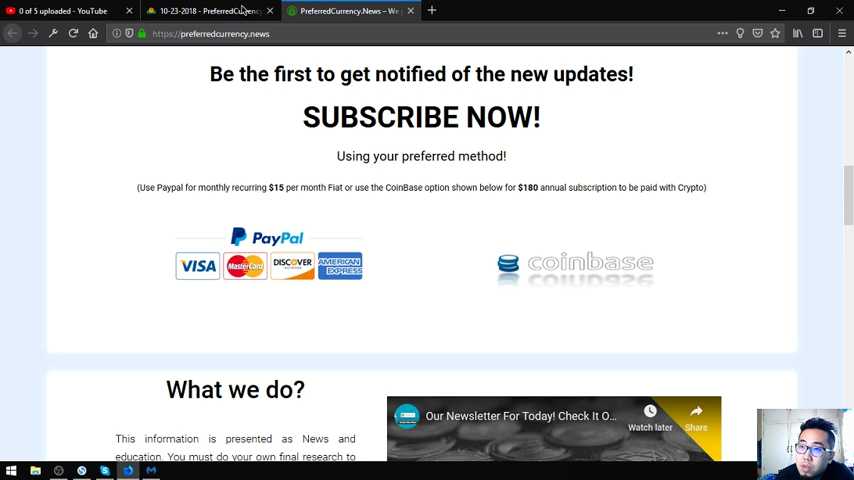 0 of 5 uploaded - YouTube
10-23-2018 - PreferredCurrency
PreferredCurrency.News – We p
https://preferredcurrency.news
Be the first to get notified of the new updates!
SUBSCRIBE NOW!
Using your preferred method!
(Use Paypal for monthly recurring $15 per month Fiat or use the CoinBase option shown below for $180 annual subscription to be paid with Crypto)
PayPal
coinbase
VISA MasterCard DISCOVER NETWORK AMERICAN EXPRESS
What we do?
Our Newsletter For Today! Check It O...
Watch later
Share
This information is presented as News and
education. You must do your own final research to